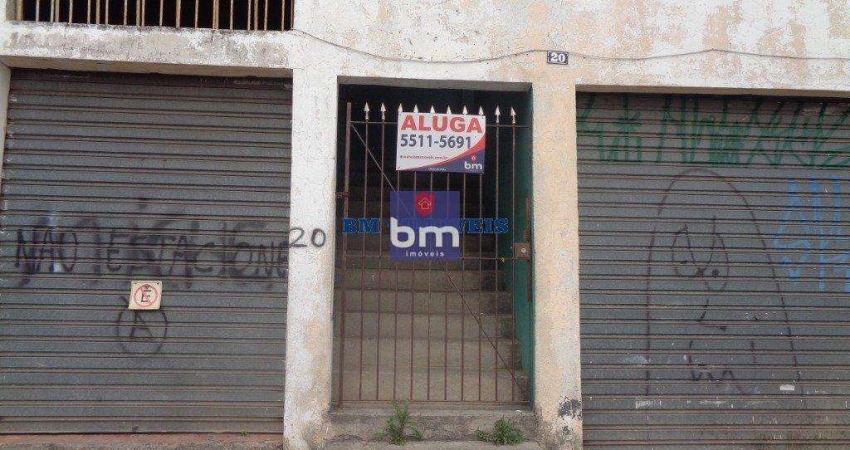 20
ALUGA
5511-5691
bm
BM IMÓVEIS
bm
imóveis
NÃO ESTACIONE
20
E